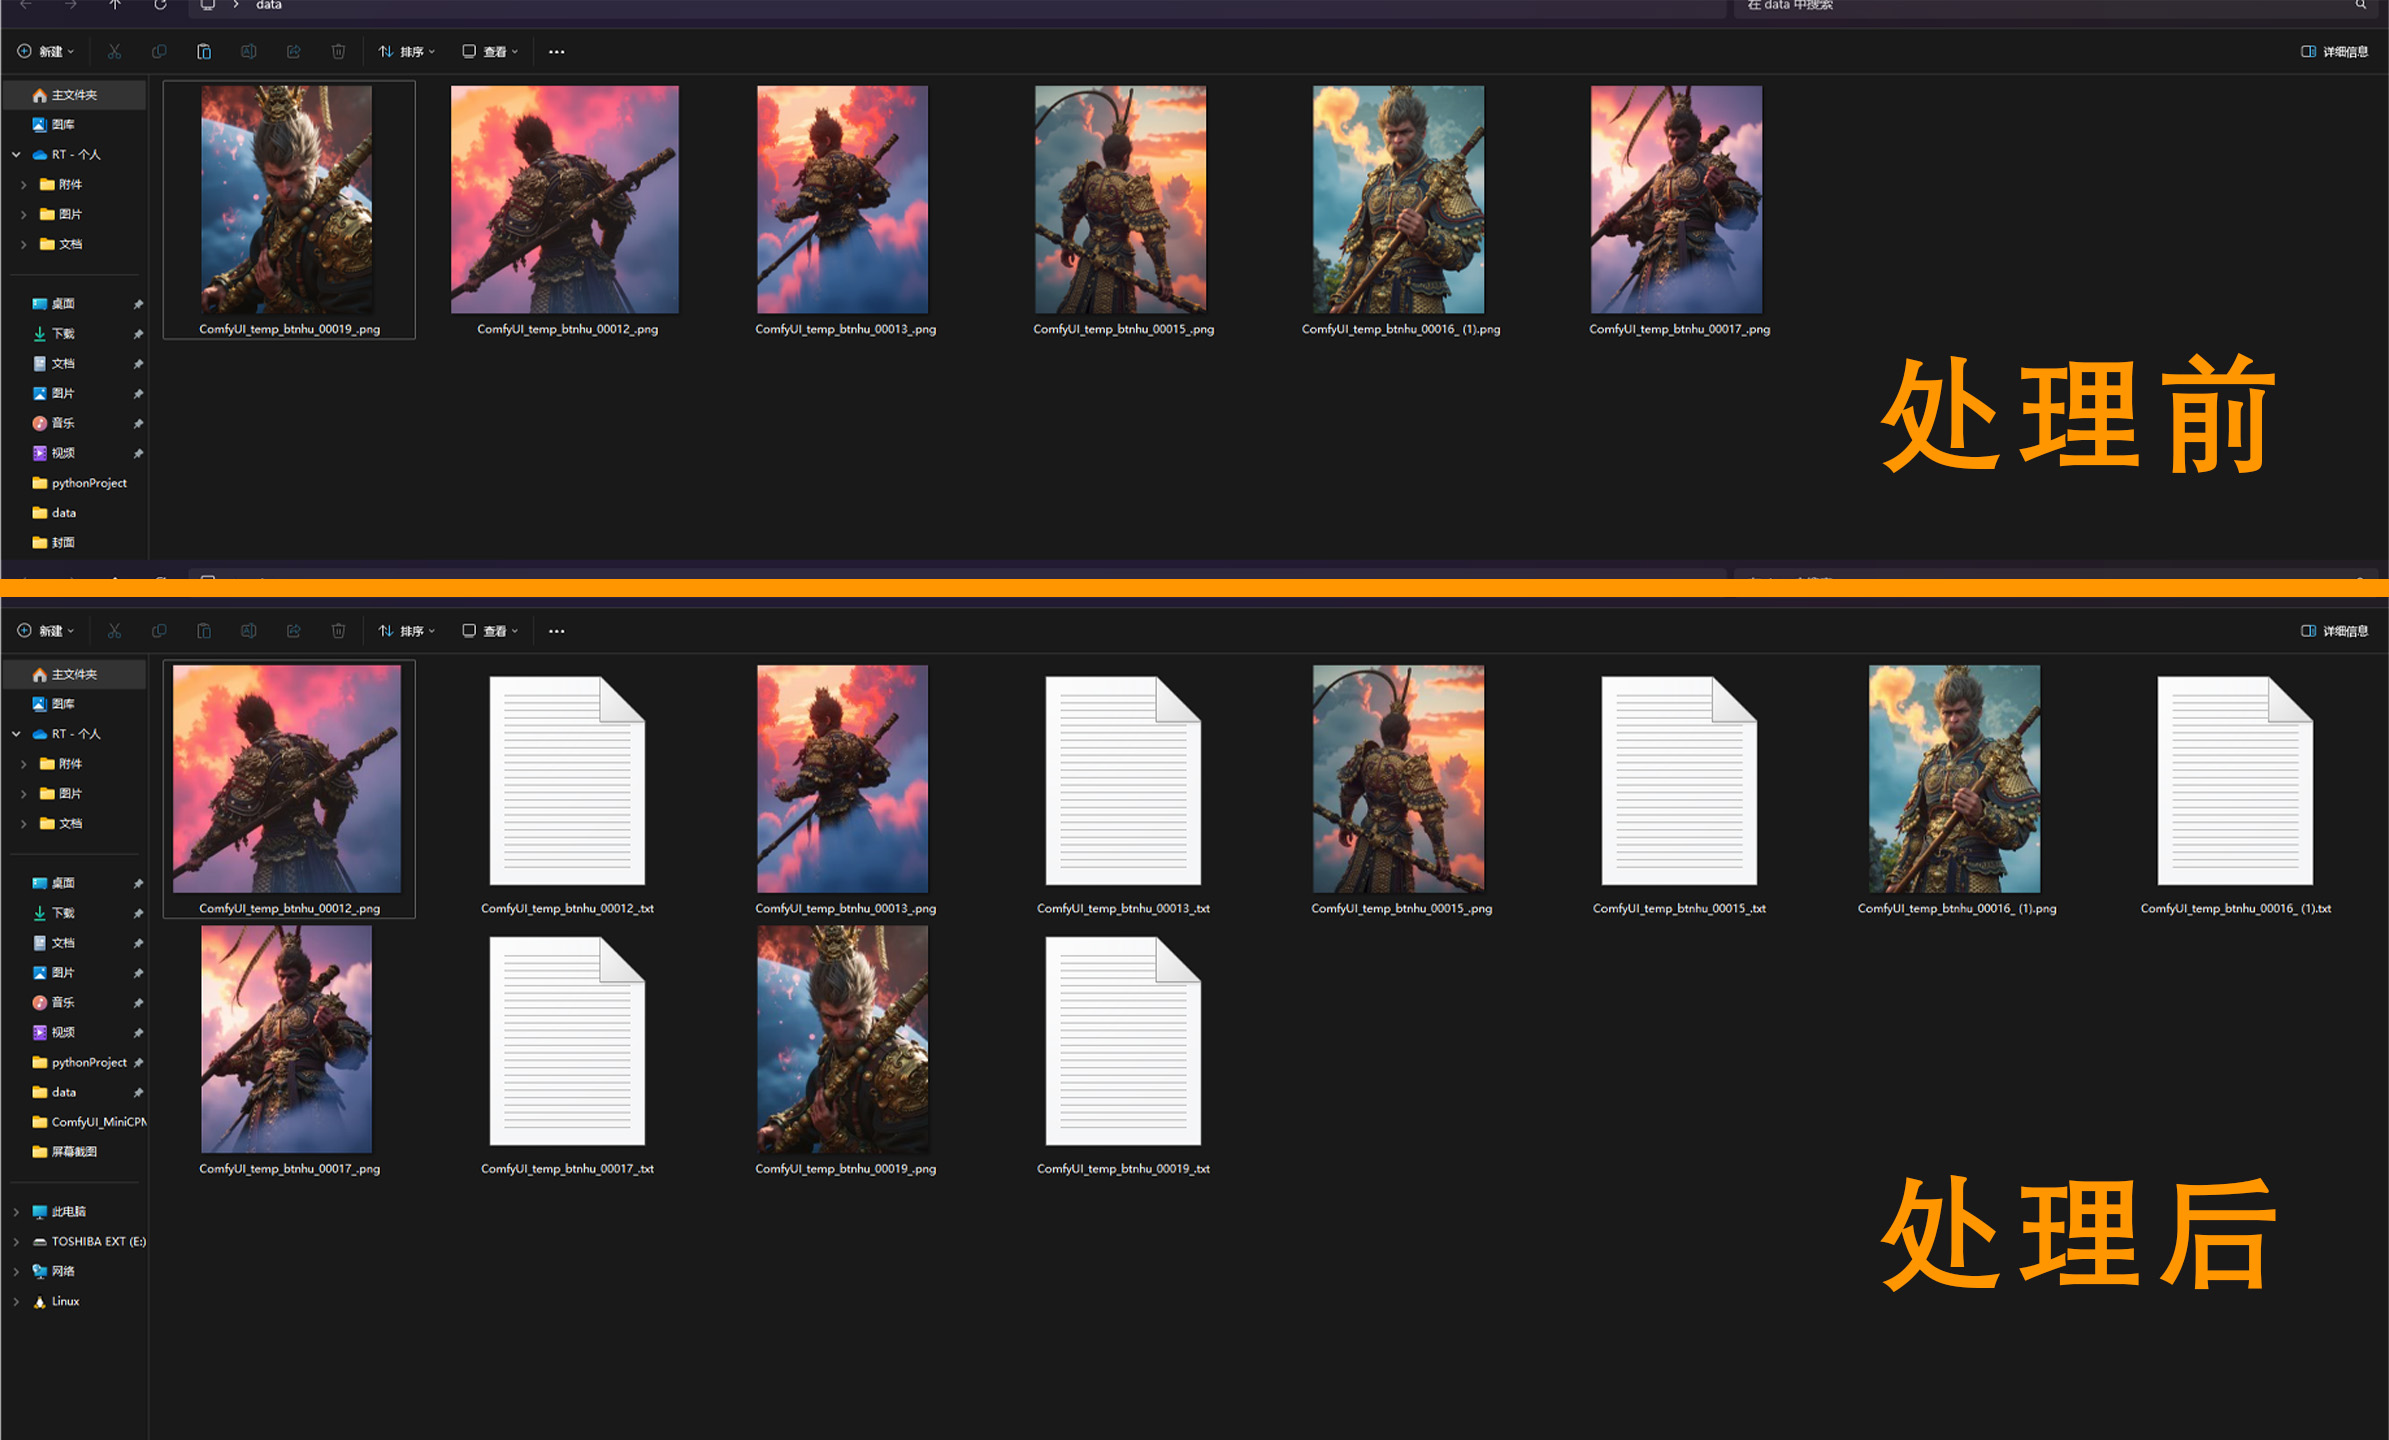 data
在 data 中搜索
新建
排序
查看
详细信息
主文件夹
图库
RT - 个人
附件
图片
文档
桌面
下载
文档
图片
音乐
视频
pythonProject
data
封面
ComfyUI_temp_btnhu_00019_.png
ComfyUI_temp_btnhu_00012_.png
ComfyUI_temp_btnhu_00013_.png
ComfyUI_temp_btnhu_00015_.png
ComfyUI_temp_btnhu_00016_ (1).png
ComfyUI_temp_btnhu_00017_.png
处理前
新建
排序
查看
详细信息
主文件夹
图库
RT - 个人
附件
图片
文档
桌面
下载
文档
图片
音乐
视频
pythonProject
data
ComfyUI_MiniCPM
屏幕截图
此电脑
TOSHIBA EXT (E:)
网络
Linux
ComfyUI_temp_btnhu_00012_.png
ComfyUI_temp_btnhu_00012_.txt
ComfyUI_temp_btnhu_00013_.png
ComfyUI_temp_btnhu_00013_.txt
ComfyUI_temp_btnhu_00015_.png
ComfyUI_temp_btnhu_00015_.txt
ComfyUI_temp_btnhu_00016_ (1).png
ComfyUI_temp_btnhu_00016_ (1).txt
ComfyUI_temp_btnhu_00017_.png
ComfyUI_temp_btnhu_00017_.txt
ComfyUI_temp_btnhu_00019_.png
ComfyUI_temp_btnhu_00019_.txt
处理后